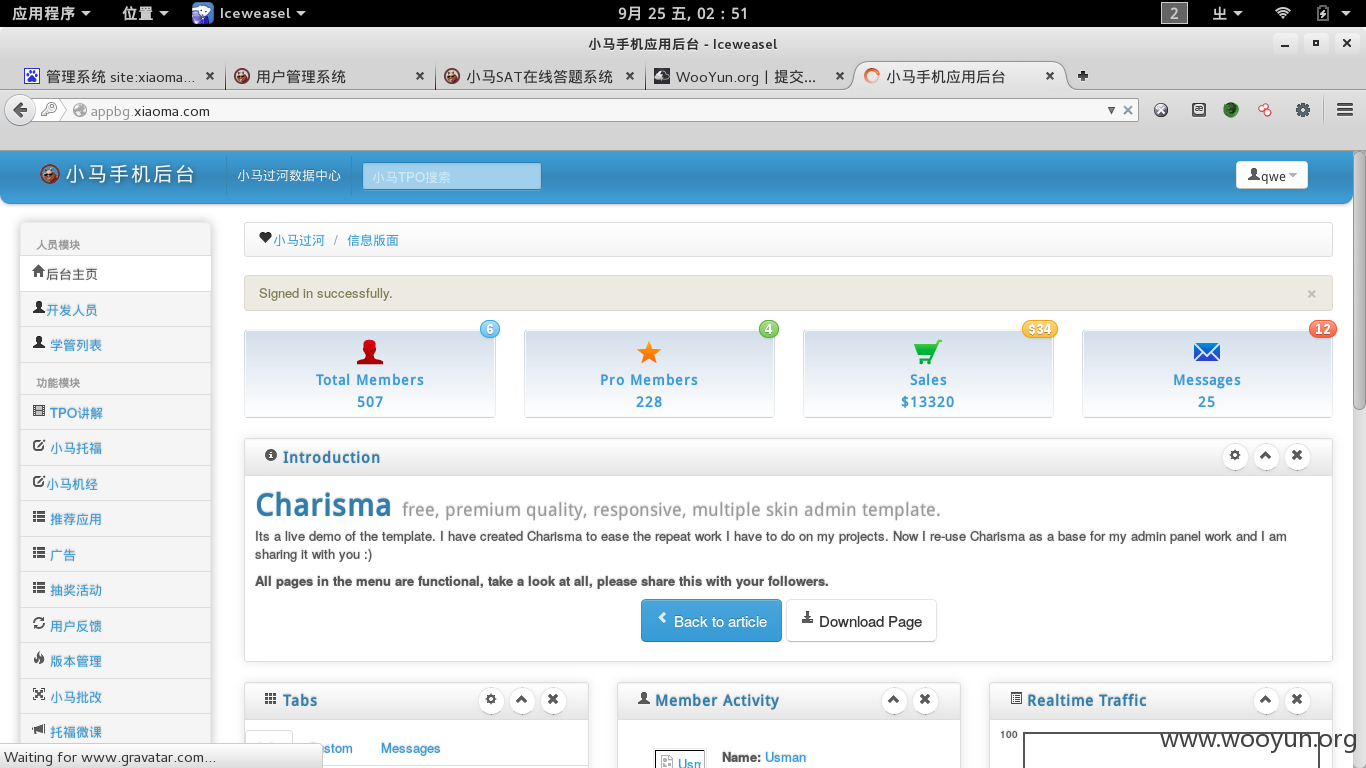 应用程序 位置 Iceweasel 9月 25 五, 02 : 51 2
小马手机应用后台 - Iceweasel
管理系统 site:xiaoma... 用户管理系统 小马SAT在线答题系统 WooYun.org | 提交... 小马手机应用后台
appbg.xiaoma.com
小马手机后台 小马过河数据中心 小马TPO搜索 qwe
人员模块
后台主页
开发人员
学管列表
功能模块
TPO讲解
小马托福
小马机经
推荐应用
广告
抽奖活动
用户反馈
版本管理
小马批改
托福微课
小马过河 / 信息版面
Signed in successfully. ×
6
Total Members
507
4
Pro Members
228
$34
Sales
$13320
12
Messages
25
Introduction
Charisma free, premium quality, responsive, multiple skin admin template.
Its a live demo of the template. I have created Charisma to ease the repeat work I have to do on my projects. Now I re-use Charisma as a base for my admin panel work and I am
sharing it with you :)
All pages in the menu are functional, take a look at all, please share this with your followers.
Back to article Download Page
Tabs
stom Messages
Member Activity
Usm Name: Usman
Realtime Traffic
100
Waiting for www.gravatar.com...
www.wooyun.org